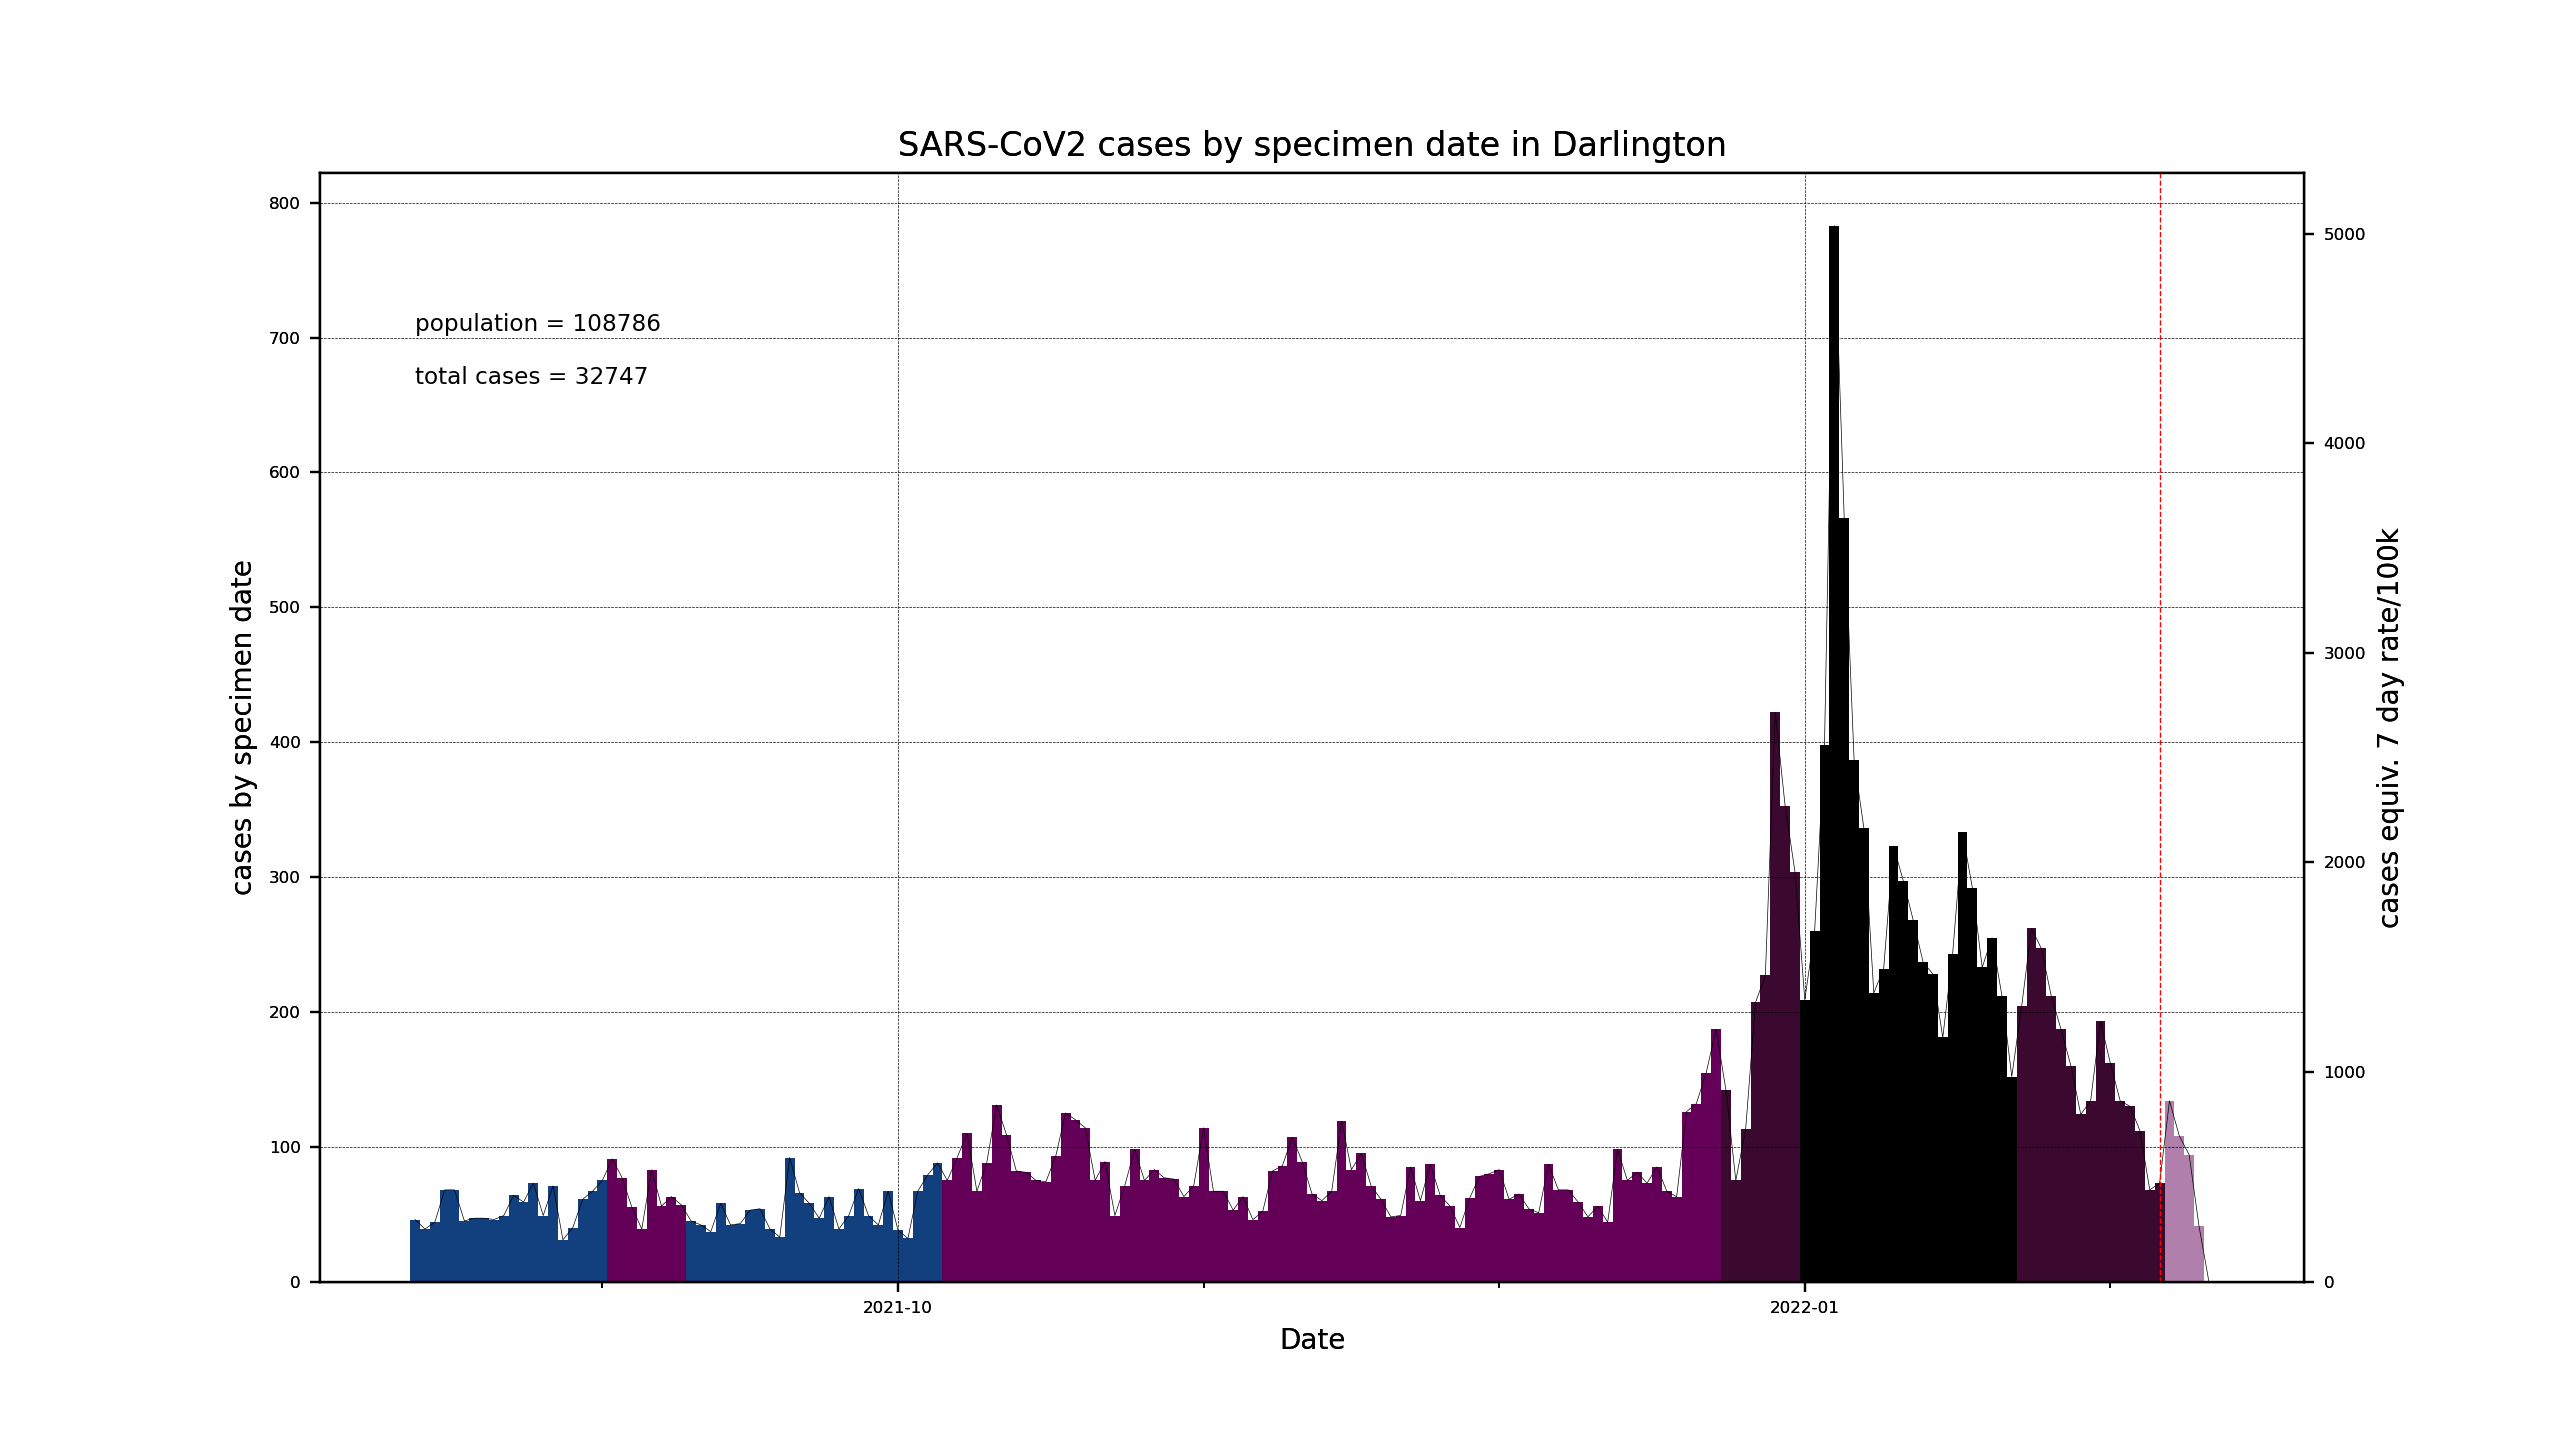 SARS-CoV2 cases by specimen date in Darlington
population = 108786
total cases = 32747
cases by specimen date
800
700
600
500
400
300
200
100
0
5000
4000
3000
2000
1000
0
cases equiv. 7 day rate/100k
2021-10
2022-01
Date